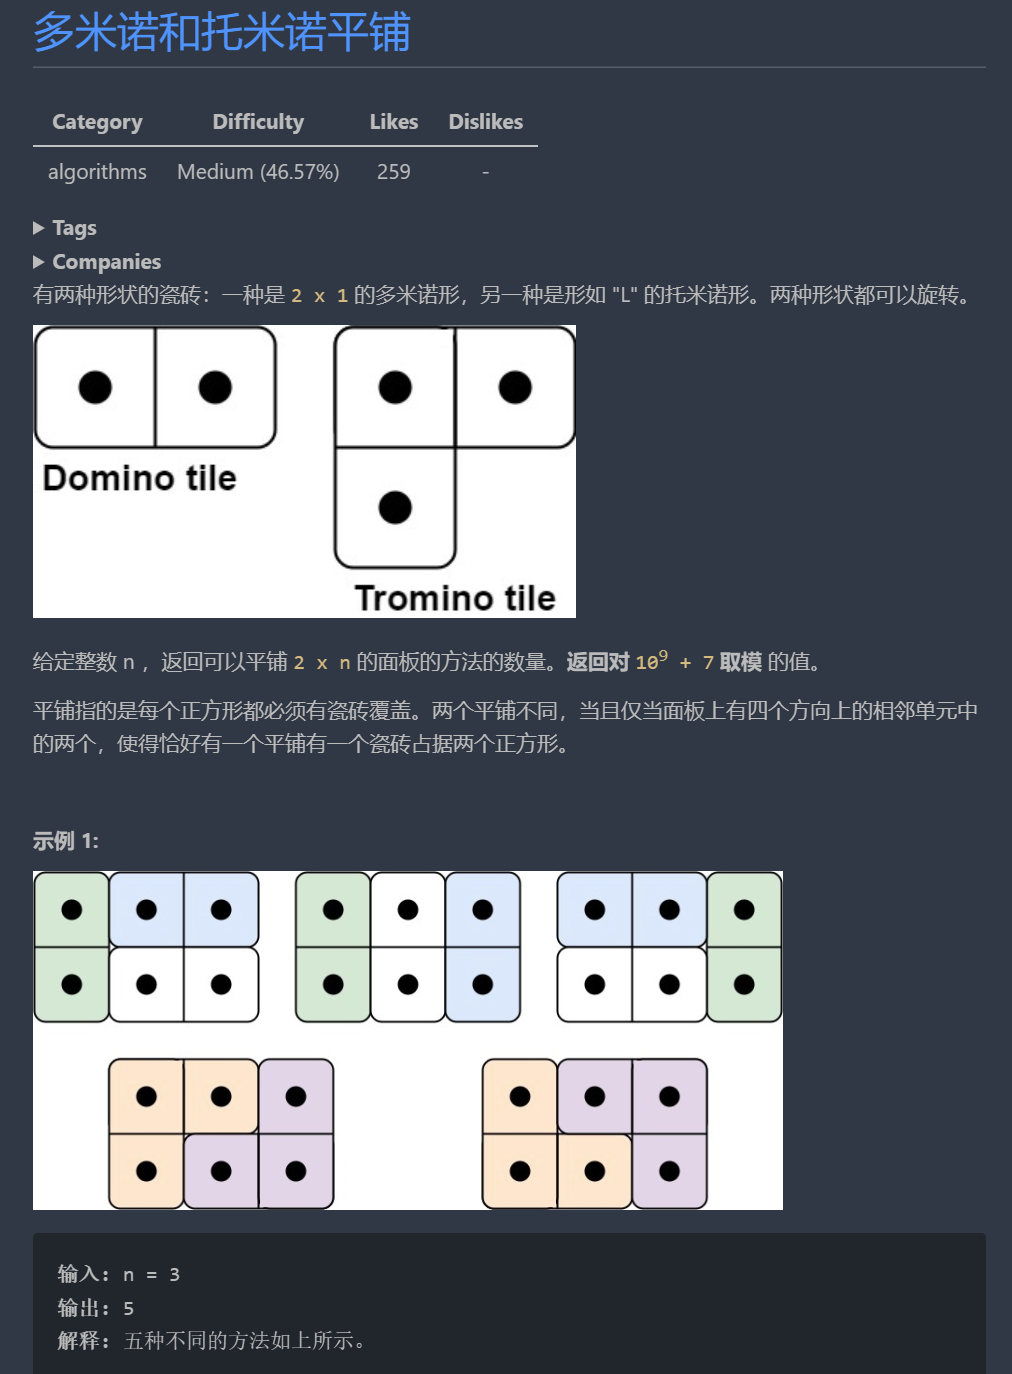 多米诺和托米诺平铺
Category Difficulty Likes Dislikes
algorithms Medium (46.57%) 259 -
Tags
Companies
有两种形状的瓷砖：一种是 2 x 1 的多米诺形，另一种是形如 "L" 的托米诺形。两种形状都可以旋转。
Domino tile
Tromino tile
给定整数 n ，返回可以平铺 2 x n 的面板的方法的数量。返回对 10⁹ + 7 取模 的值。
平铺指的是每个正方形都必须有瓷砖覆盖。两个平铺不同，当且仅当面板上有四个方向上的相邻单元中
的两个，使得恰好有一个平铺有一个瓷砖占据两个正方形。
示例 1:
输入：n = 3
输出：5
解释：五种不同的方法如上所示。